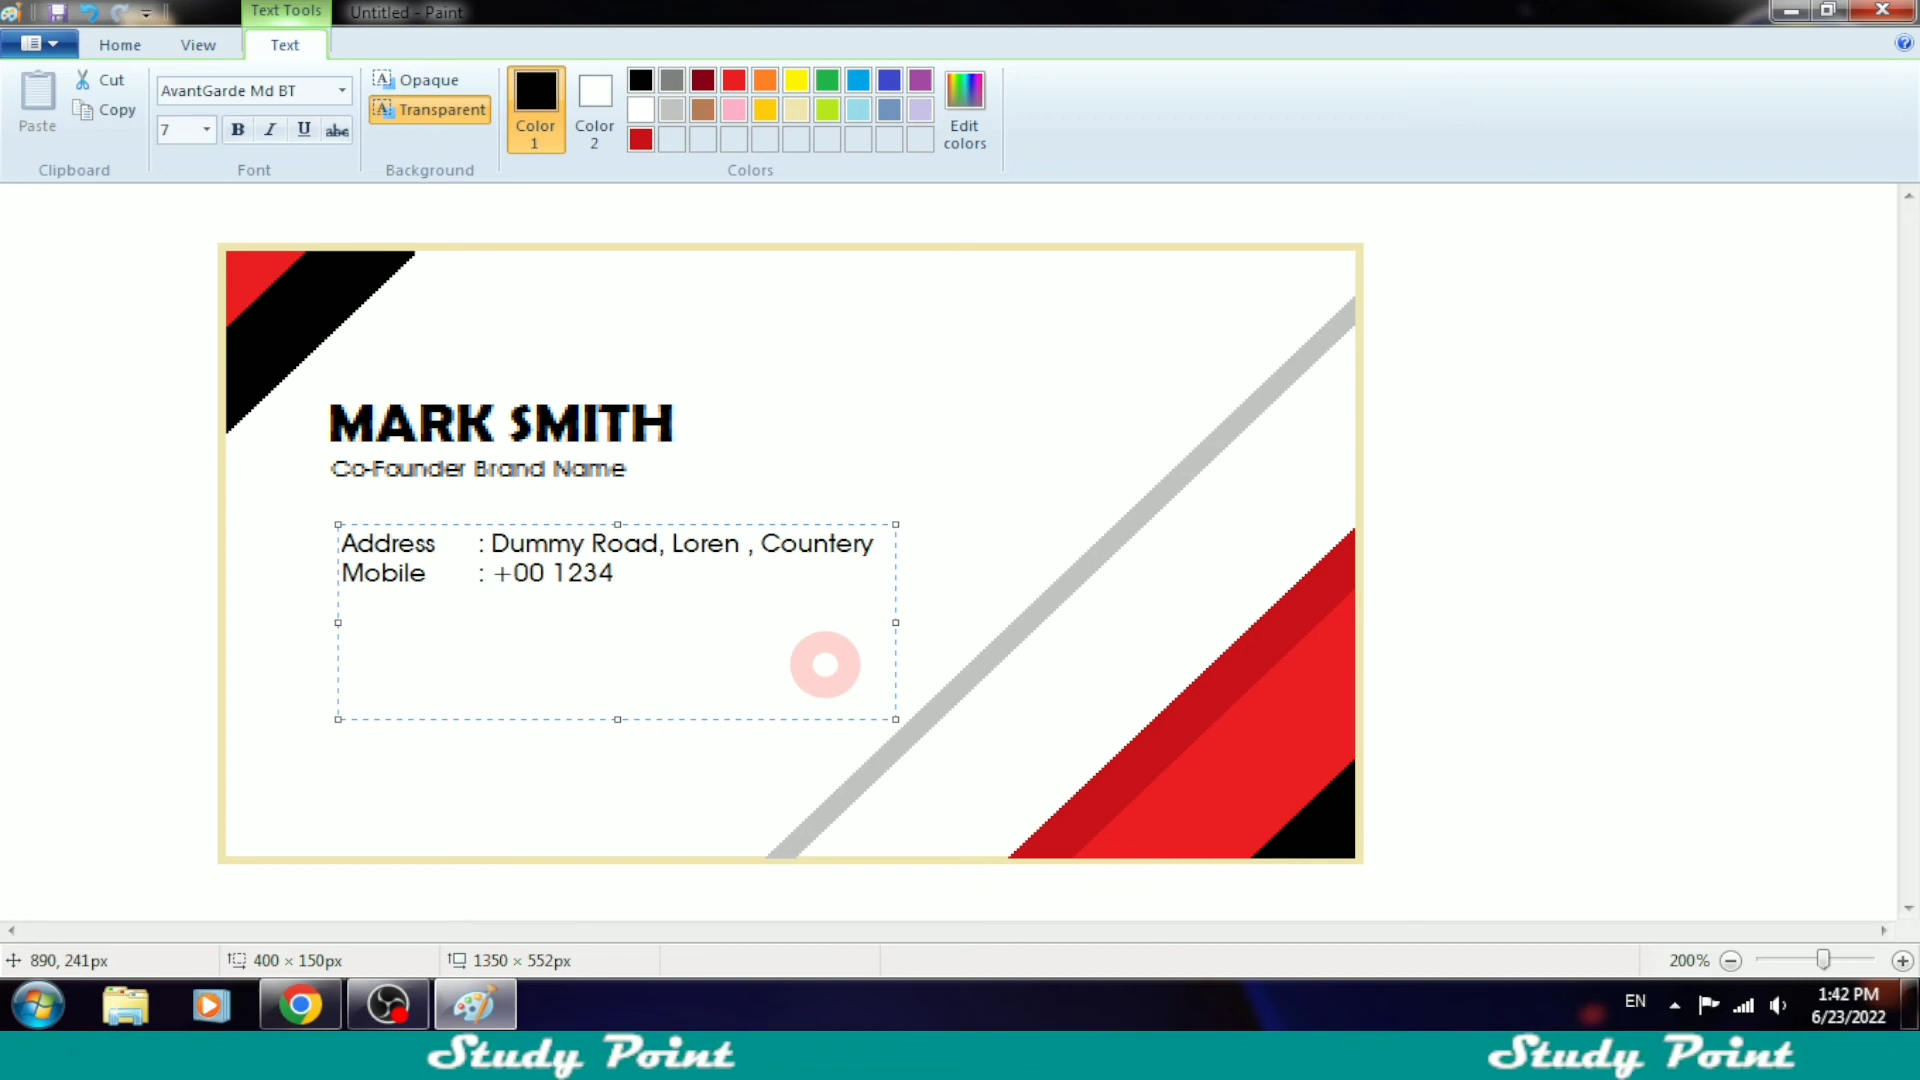 Text Tools
Untitled - Paint
Home
View
Text
Paste
Cut
Copy
Clipboard
AvantGarde Md BT
7
B I U abc
Font
Opaque
Transparent
Background
Color 1
Color 2
Edit colors
Colors
MARK SMITH
Co-Founder Brand Name
Address : Dummy Road, Loren , Countery
Mobile : +00 1234
890, 241px
400 × 150px
1350 × 552px
200%
EN
1:42 PM
6/23/2022
Study Point
Study Point